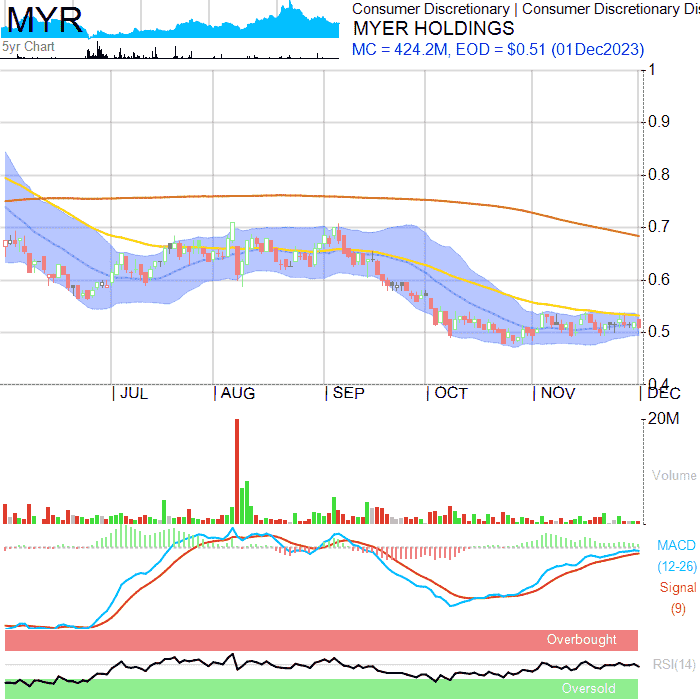 MYR
5yr Chart
Consumer Discretionary | Consumer Discretionary Dis
MYER HOLDINGS
MC = 424.2M, EOD = $0.51 (01Dec2023)
1
0.9
0.8
0.7
0.6
0.5
0.4
JUL AUG SEP OCT NOV DEC
20M
Volume
MACD
(12-26)
Signal
(9)
Overbought
RSI(14)
Oversold